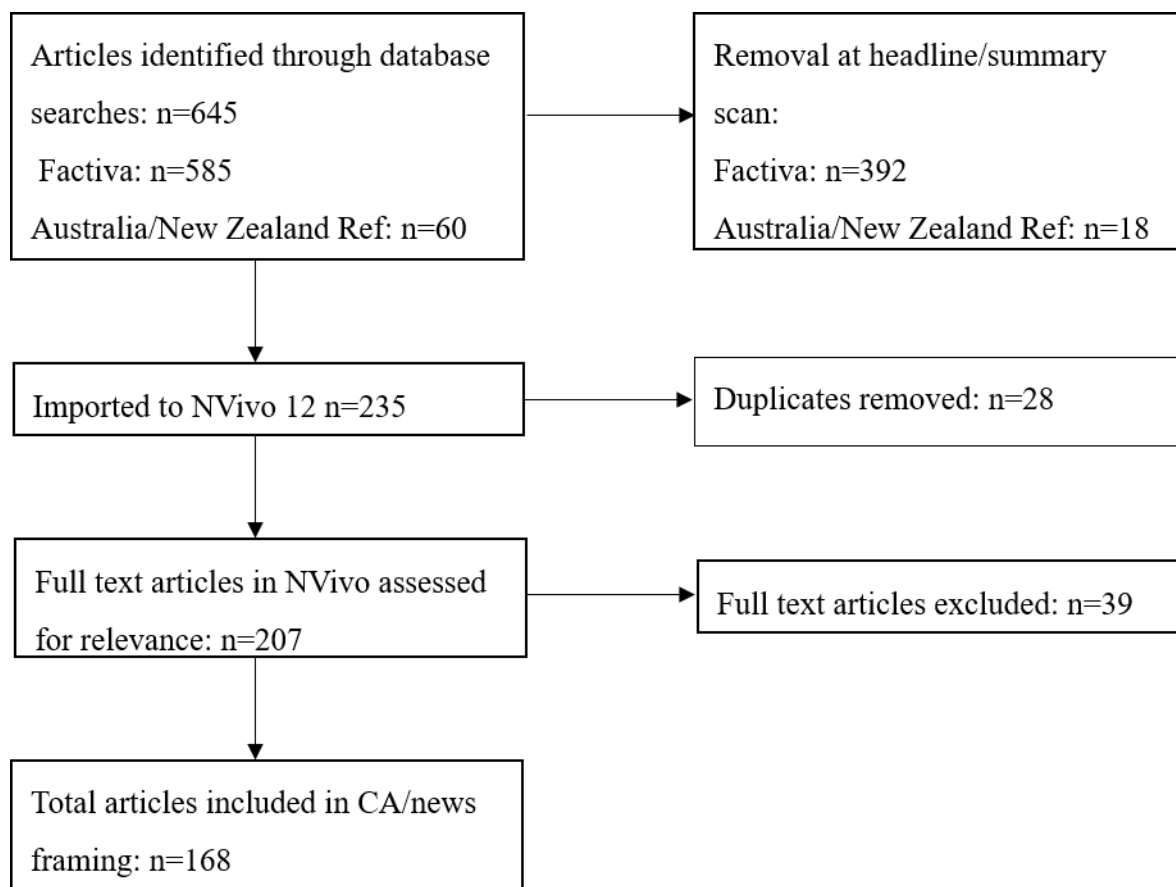 Articles identified through database
searches: n=645
Factiva: n=585
Australia/New Zealand Ref: n=60
Removal at headline/summary
scan:
Factiva: n=392
Australia/New Zealand Ref: n=18
Imported to NVivo 12 n=235
Duplicates removed: n=28
Full text articles in NVivo assessed
for relevance: n=207
Full text articles excluded: n=39
Total articles included in CA/news
framing: n=168